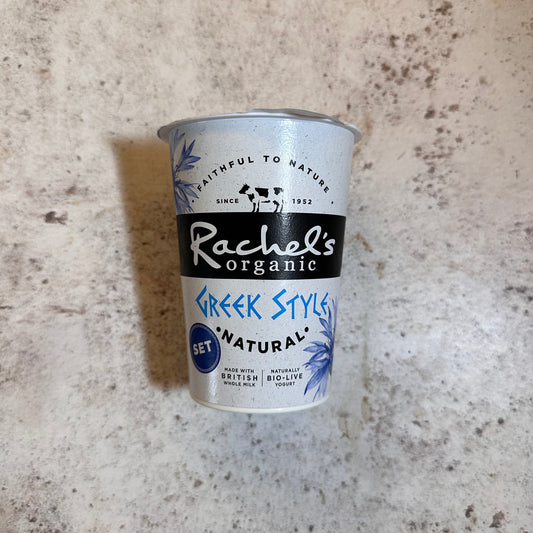 • FAITHFUL TO NATURE •
SINCE 1952
Rachel's
organic
GREEK STYLE
•NATURAL•
SET
MADE WITH
BRITISH
WHOLE MILK
NATURALLY
BIO-LIVE
YOGURT